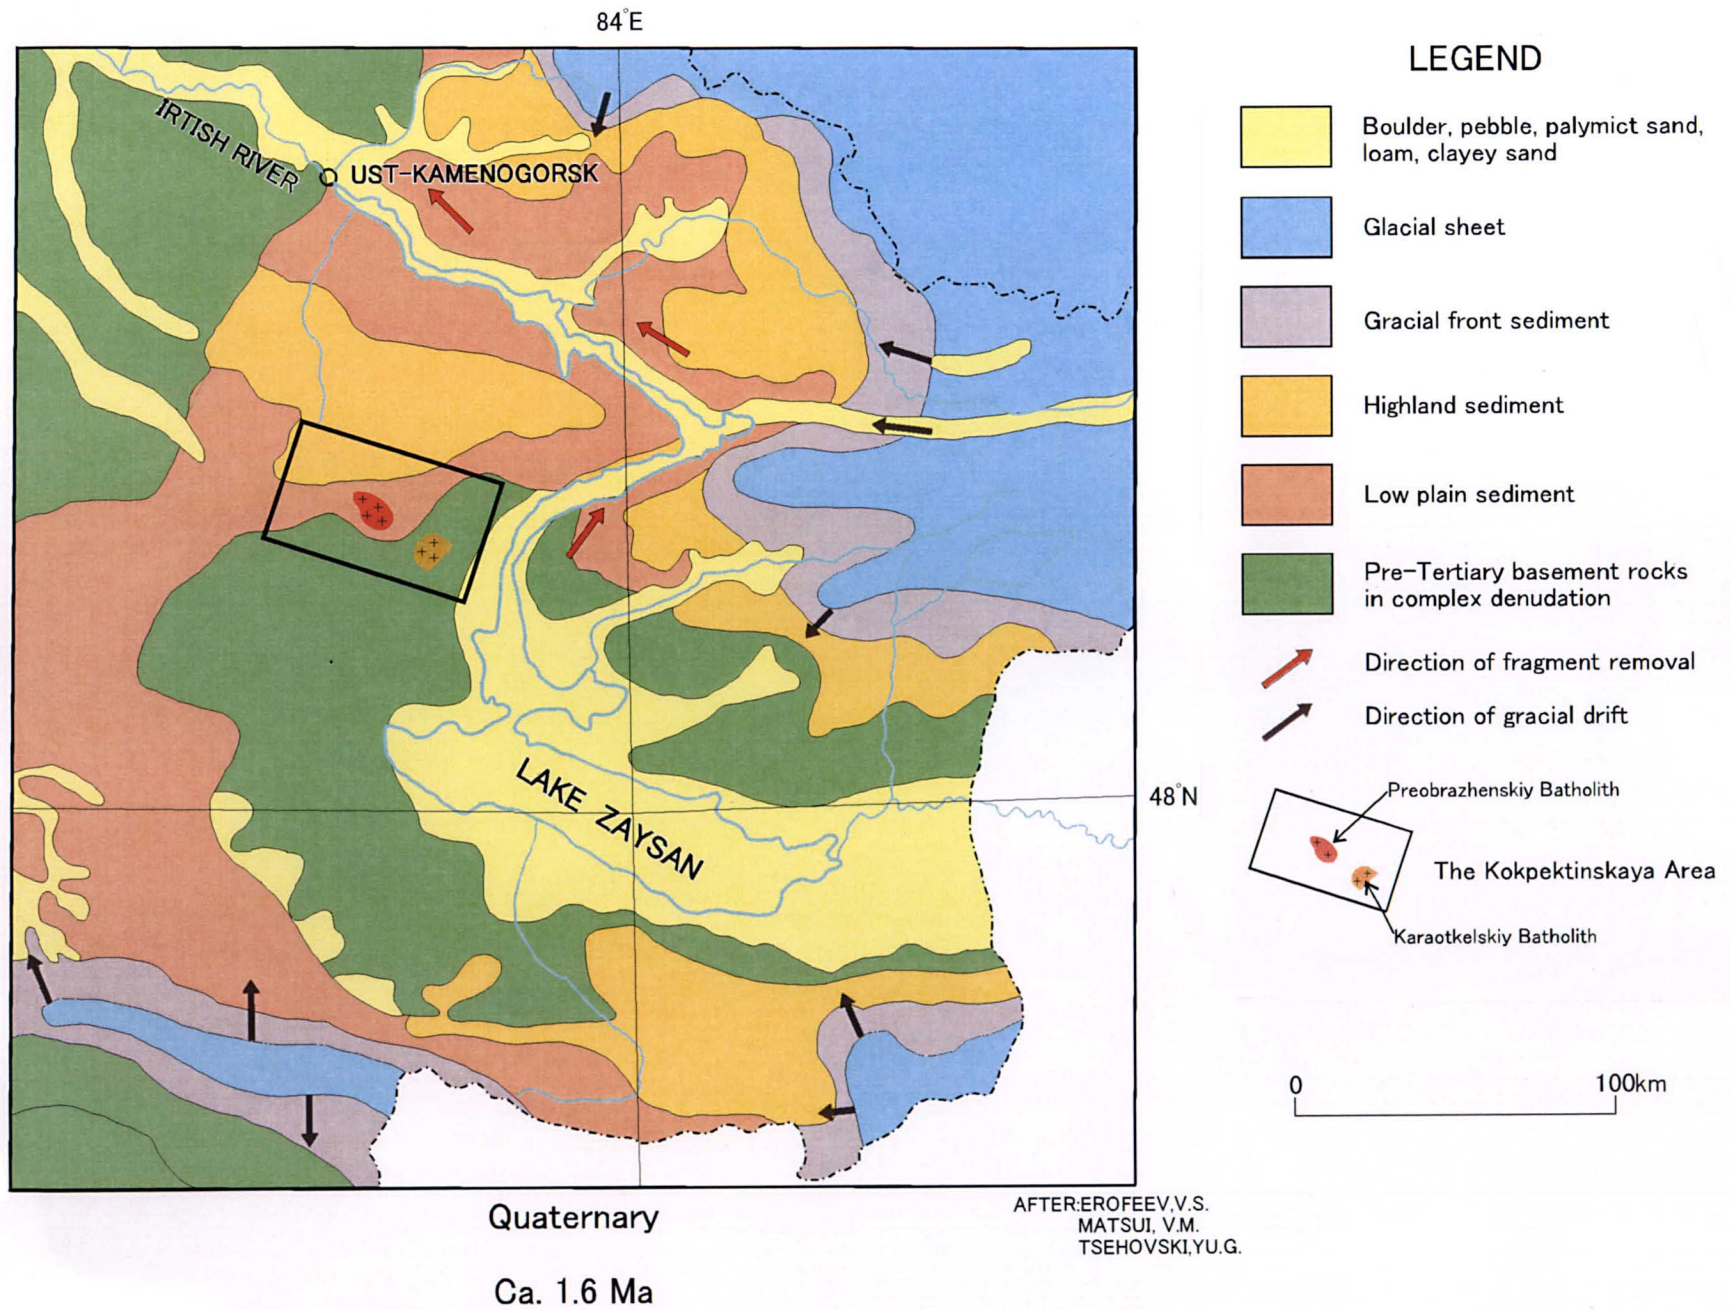 84°E
IRTISH RIVER
UST-KAMENOGORSK
LAKE ZAYSAN
48°N
LEGEND
Boulder, pebble, palymict sand,
loam, clayey sand
Glacial sheet
Gracial front sediment
Highland sediment
Low plain sediment
Pre-Tertiary basement rocks
in complex denudation
Direction of fragment removal
Direction of gracial drift
Preobrazhenskiy Batholith
The Kokpektinskaya Area
Karaotkelskiy Batholith
0 100km
Quaternary
Ca. 1.6 Ma
AFTER:EROFEEV,V.S.
MATSUI, V.M.
TSEHOVSKI,YU.G.